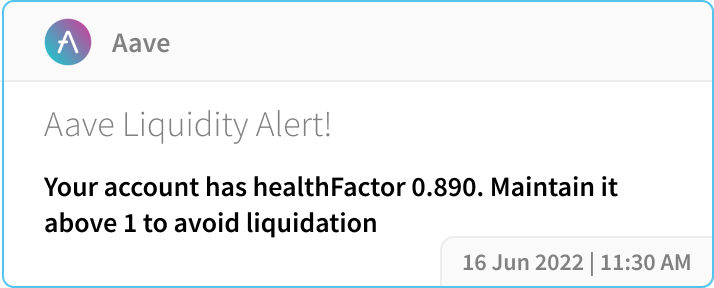 Aave
Aave Liquidity Alert!
Your account has healthFactor 0.890. Maintain it
above 1 to avoid liquidation
16 Jun 2022 | 11:30 AM